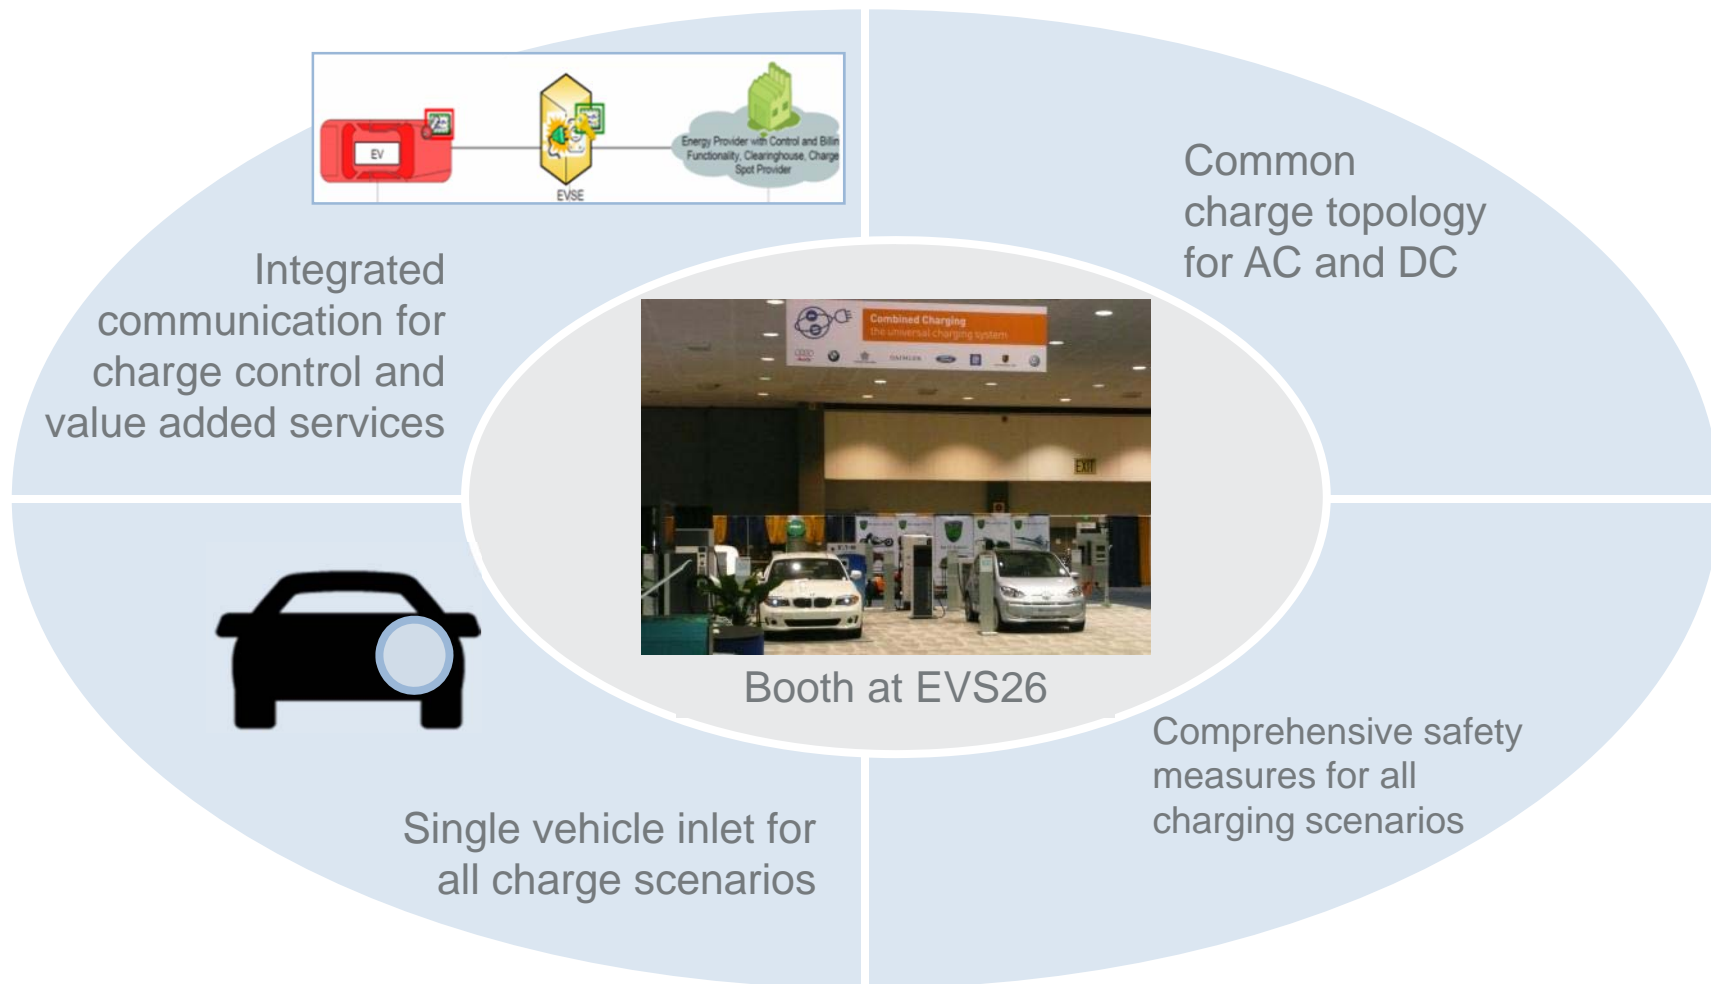 EV
EVSE
Energy Provider with Control and Billin
Functionality, Clearinghouse, Charge
Spot Provider
Integrated
communication for
charge control and
value added services
Common
charge topology
for AC and DC
Combined Charging
the universal charging system
EXIT
Booth at EVS26
Single vehicle inlet for
all charge scenarios
Comprehensive safety
measures for all
charging scenarios